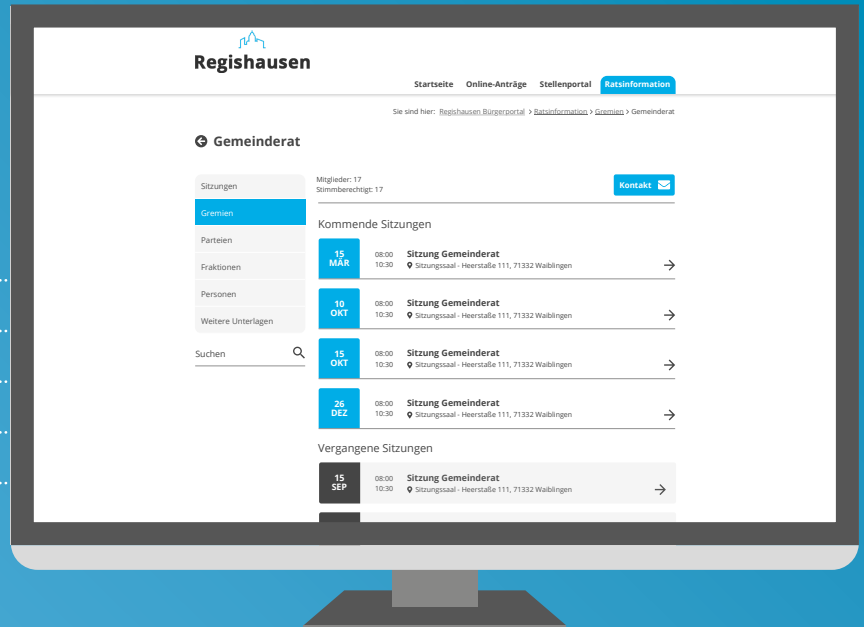 Regishausen
Startseite Online-Anträge Stellenportal Ratsinformation
Sie sind hier: Regishausen Bürgerportal > Ratsinformation > Gremien > Gemeinderat
Gemeinderat
Sitzungen
Gremien
Parteien
Fraktionen
Personen
Weitere Unterlagen
Suchen
Mitglieder: 17
Stimmberechtigt: 17
Kontakt
Kommende Sitzungen
15 MÄR
08:00 Sitzung Gemeinderat
10:30 Sitzungssaal - Heerstaße 111, 71332 Waiblingen
10 OKT
08:00 Sitzung Gemeinderat
10:30 Sitzungssaal - Heerstaße 111, 71332 Waiblingen
15 OKT
08:00 Sitzung Gemeinderat
10:30 Sitzungssaal - Heerstaße 111, 71332 Waiblingen
26 DEZ
08:00 Sitzung Gemeinderat
10:30 Sitzungssaal - Heerstaße 111, 71332 Waiblingen
Vergangene Sitzungen
15 SEP
08:00 Sitzung Gemeinderat
10:30 Sitzungssaal - Heerstaße 111, 71332 Waiblingen